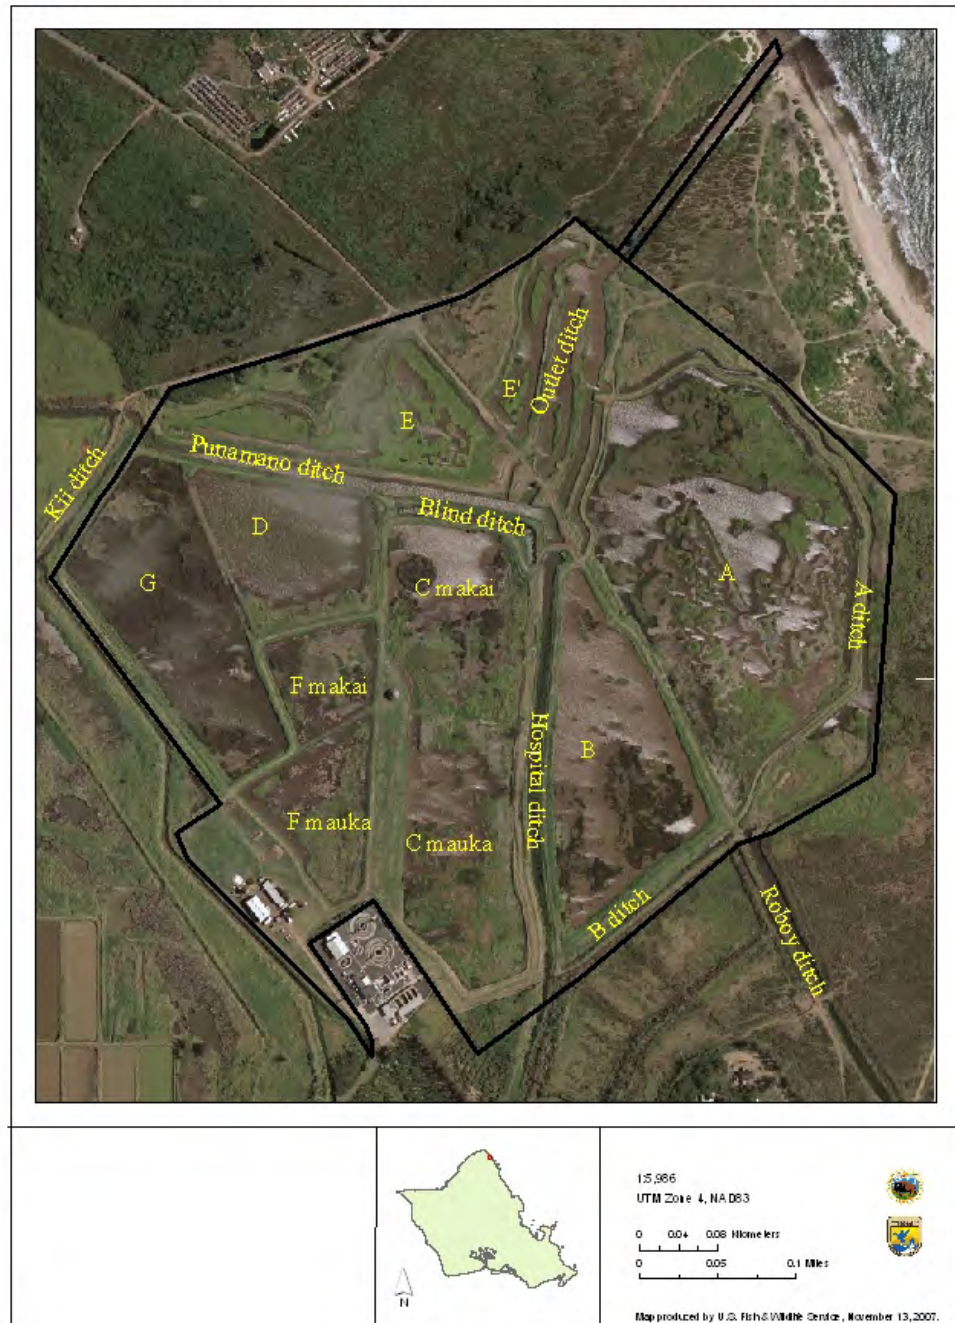 Outlet ditch
E'
E
Punamano ditch
Kii ditch
D
Blind ditch
G
C makai
A
A ditch
F makai
Hospital ditch
B
F mauka
C mauka
B ditch
Roboy ditch
1:5,986
UTM Zone 4, NAD83
0 0.04 0.08 Kilometers
0 0.05 0.1 Miles
N
Map produced by U.S. Fish & Wildlife Service, November 13, 2007.